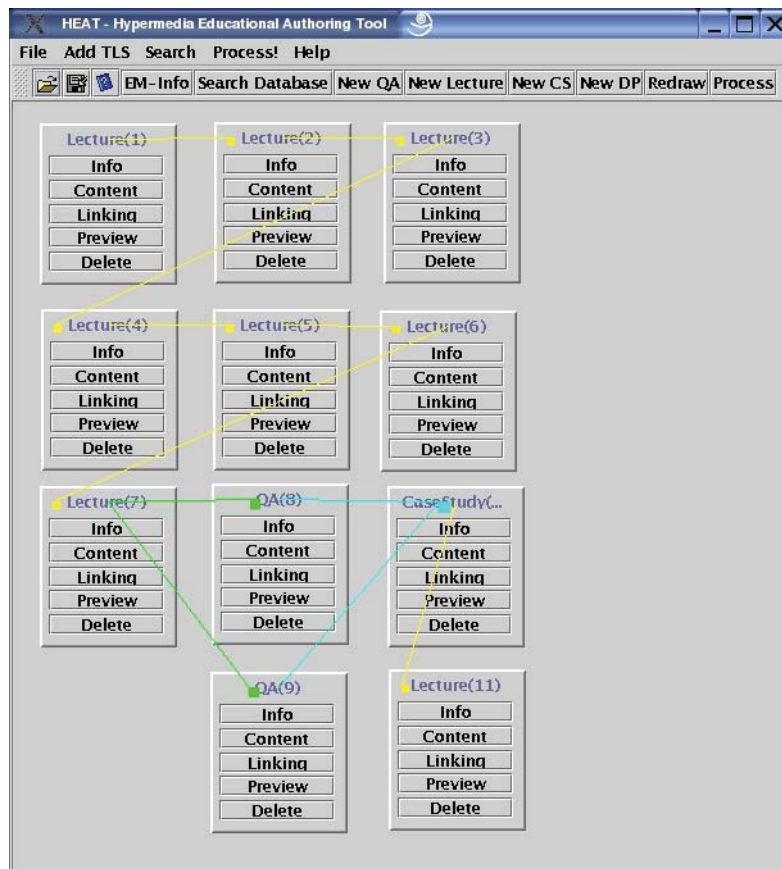 HEAT - Hypermedia Educational Authoring Tool
File Add TLS Search Process! Help
EM-Info Search Database New QA New Lecture New CS New DP Redraw Process
Lecture(1) Lecture(2) Lecture(3)
Info Info Info
Content Content Content
Linking Linking Linking
Preview Preview Preview
Delete Delete Delete
Lecture(4) Lecture(5) Lecture(6)
Info Info Info
Content Content Content
Linking Linking Linking
Preview Preview Preview
Delete Delete Delete
Lecture(7) QA(8) CaseStudy(...
Info Info Info
Content Content Content
Linking Linking Linking
Preview Preview Preview
Delete Delete Delete
QA(9) Lecture(11)
Info Info
Content Content
Linking Linking
Preview Preview
Delete Delete